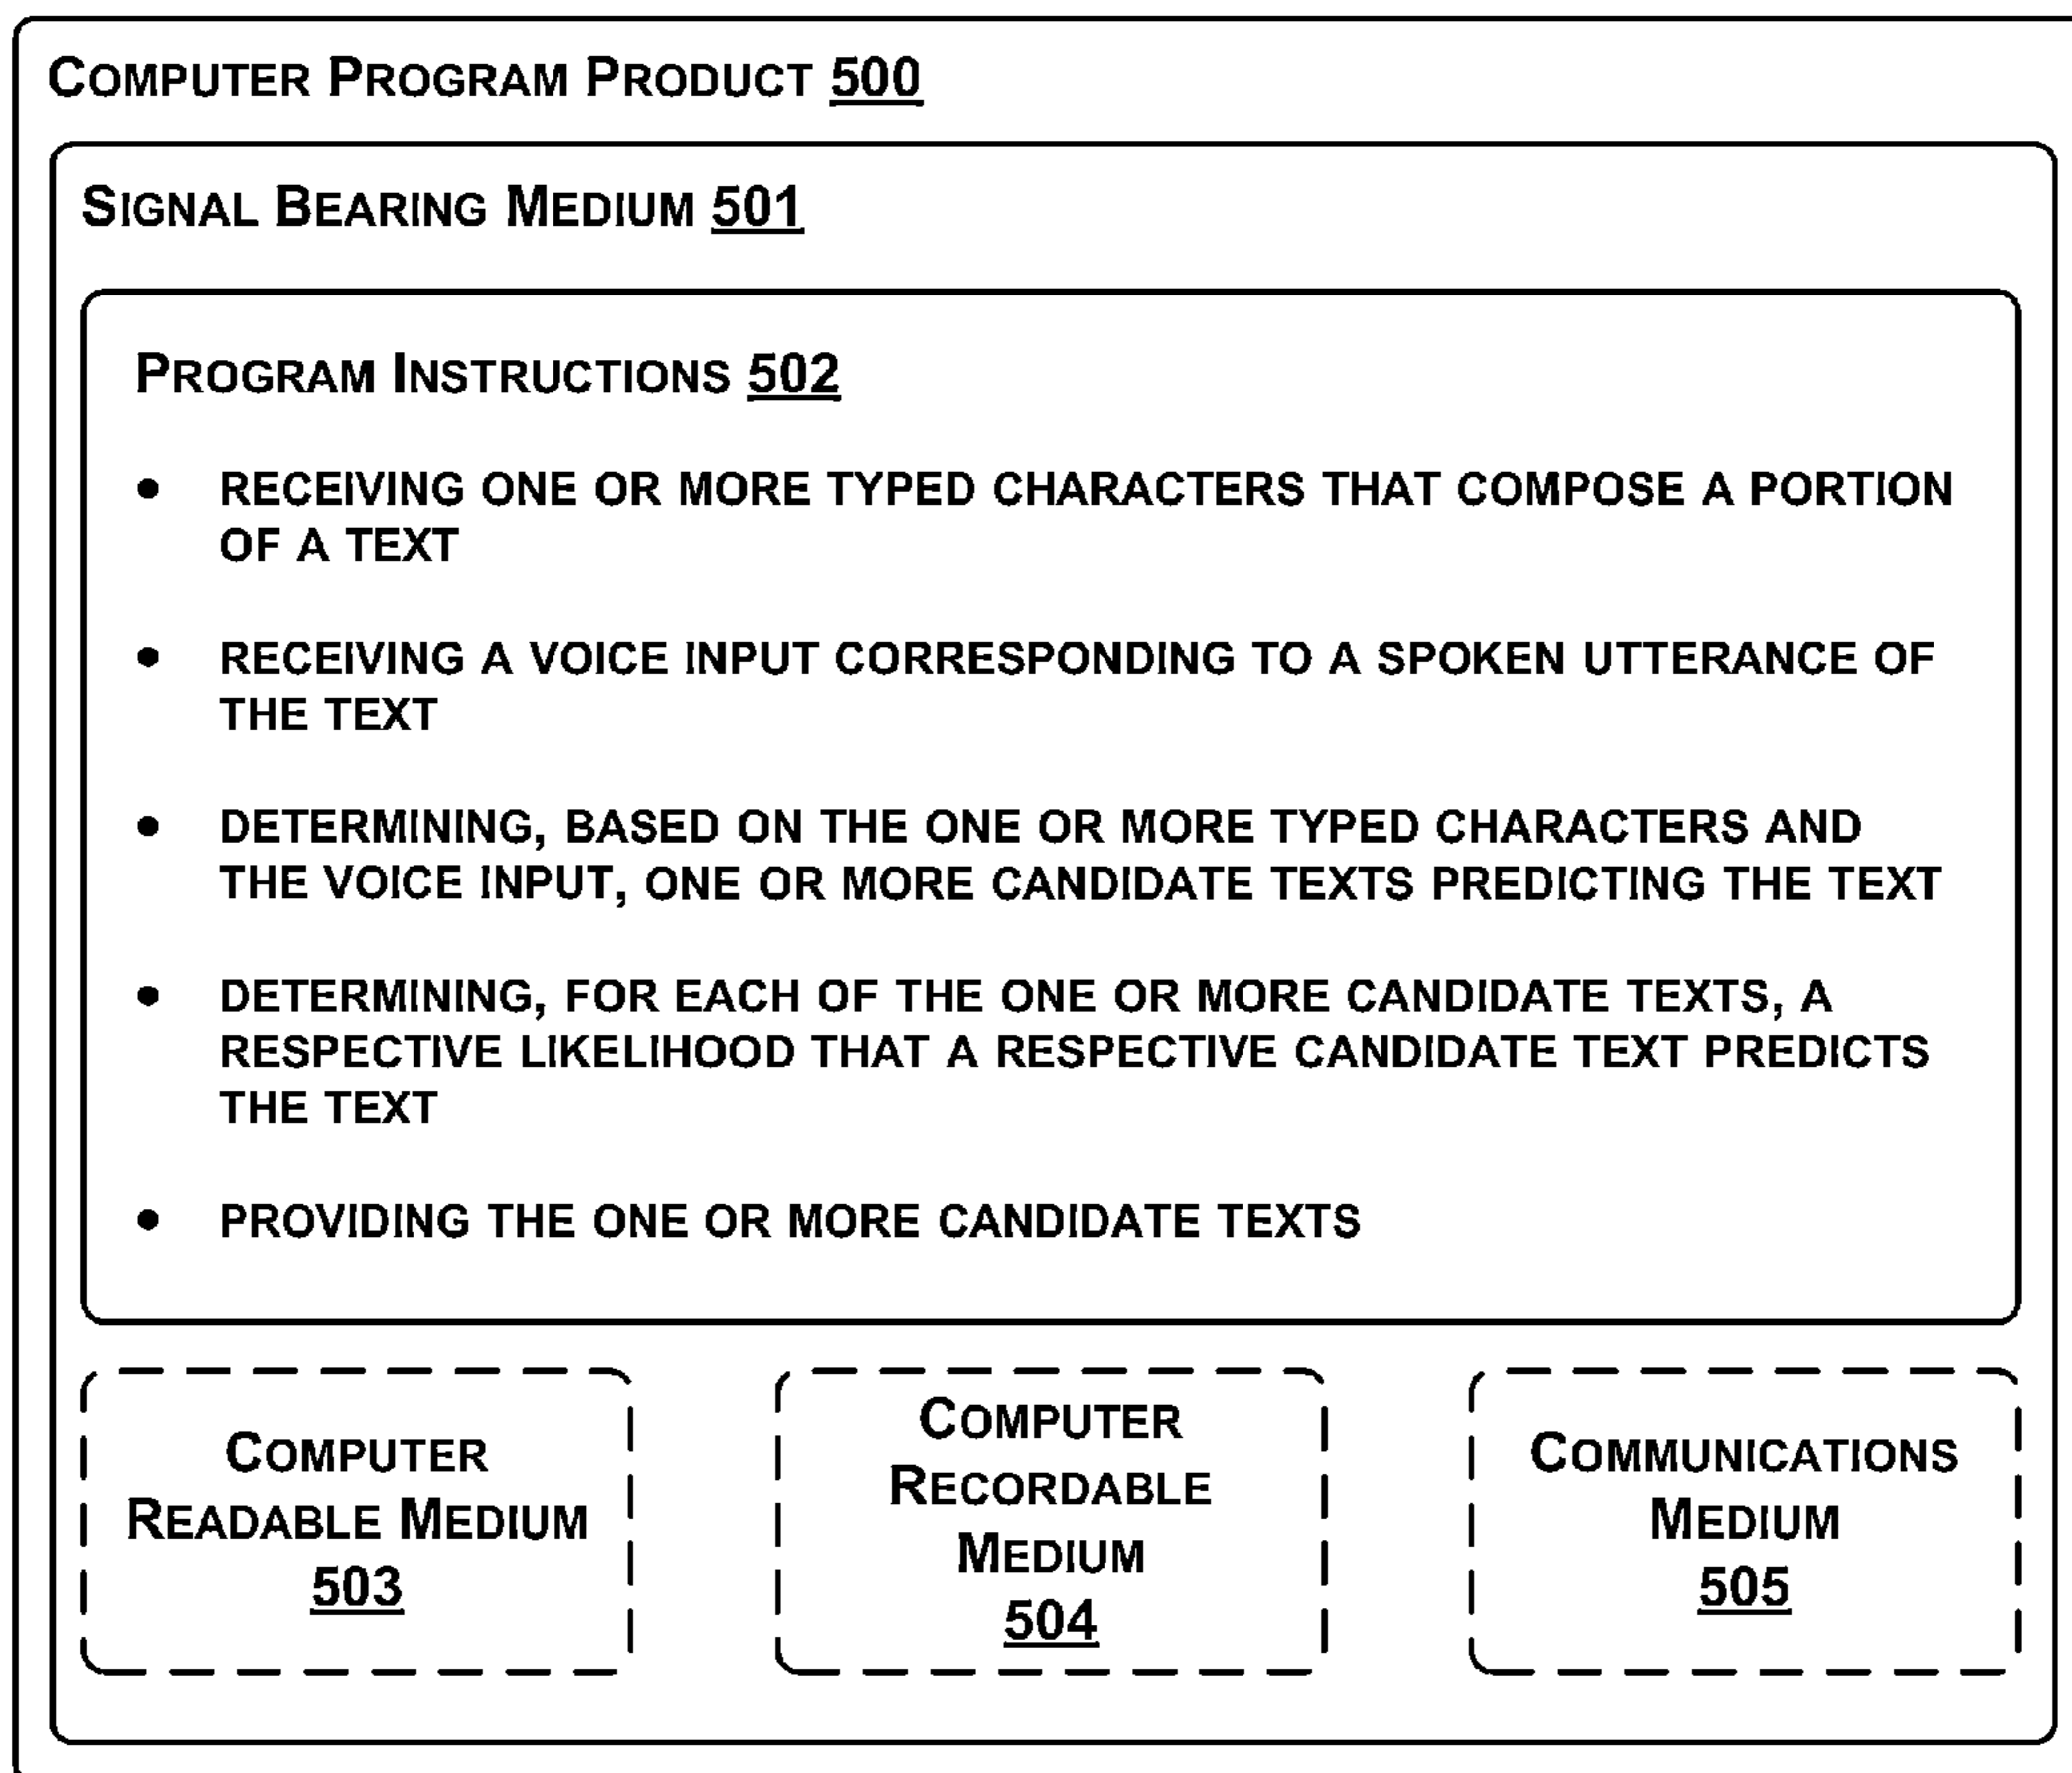 COMPUTER PROGRAM PRODUCT 500
SIGNAL BEARING MEDIUM 501
PROGRAM INSTRUCTIONS 502
• RECEIVING ONE OR MORE TYPED CHARACTERS THAT COMPOSE A PORTION
OF A TEXT
• RECEIVING A VOICE INPUT CORRESPONDING TO A SPOKEN UTTERANCE OF
THE TEXT
• DETERMINING, BASED ON THE ONE OR MORE TYPED CHARACTERS AND
THE VOICE INPUT, ONE OR MORE CANDIDATE TEXTS PREDICTING THE TEXT
• DETERMINING, FOR EACH OF THE ONE OR MORE CANDIDATE TEXTS, A
RESPECTIVE LIKELIHOOD THAT A RESPECTIVE CANDIDATE TEXT PREDICTS
THE TEXT
• PROVIDING THE ONE OR MORE CANDIDATE TEXTS
COMPUTER
READABLE MEDIUM
503
COMPUTER
RECORDABLE
MEDIUM
504
COMMUNICATIONS
MEDIUM
505